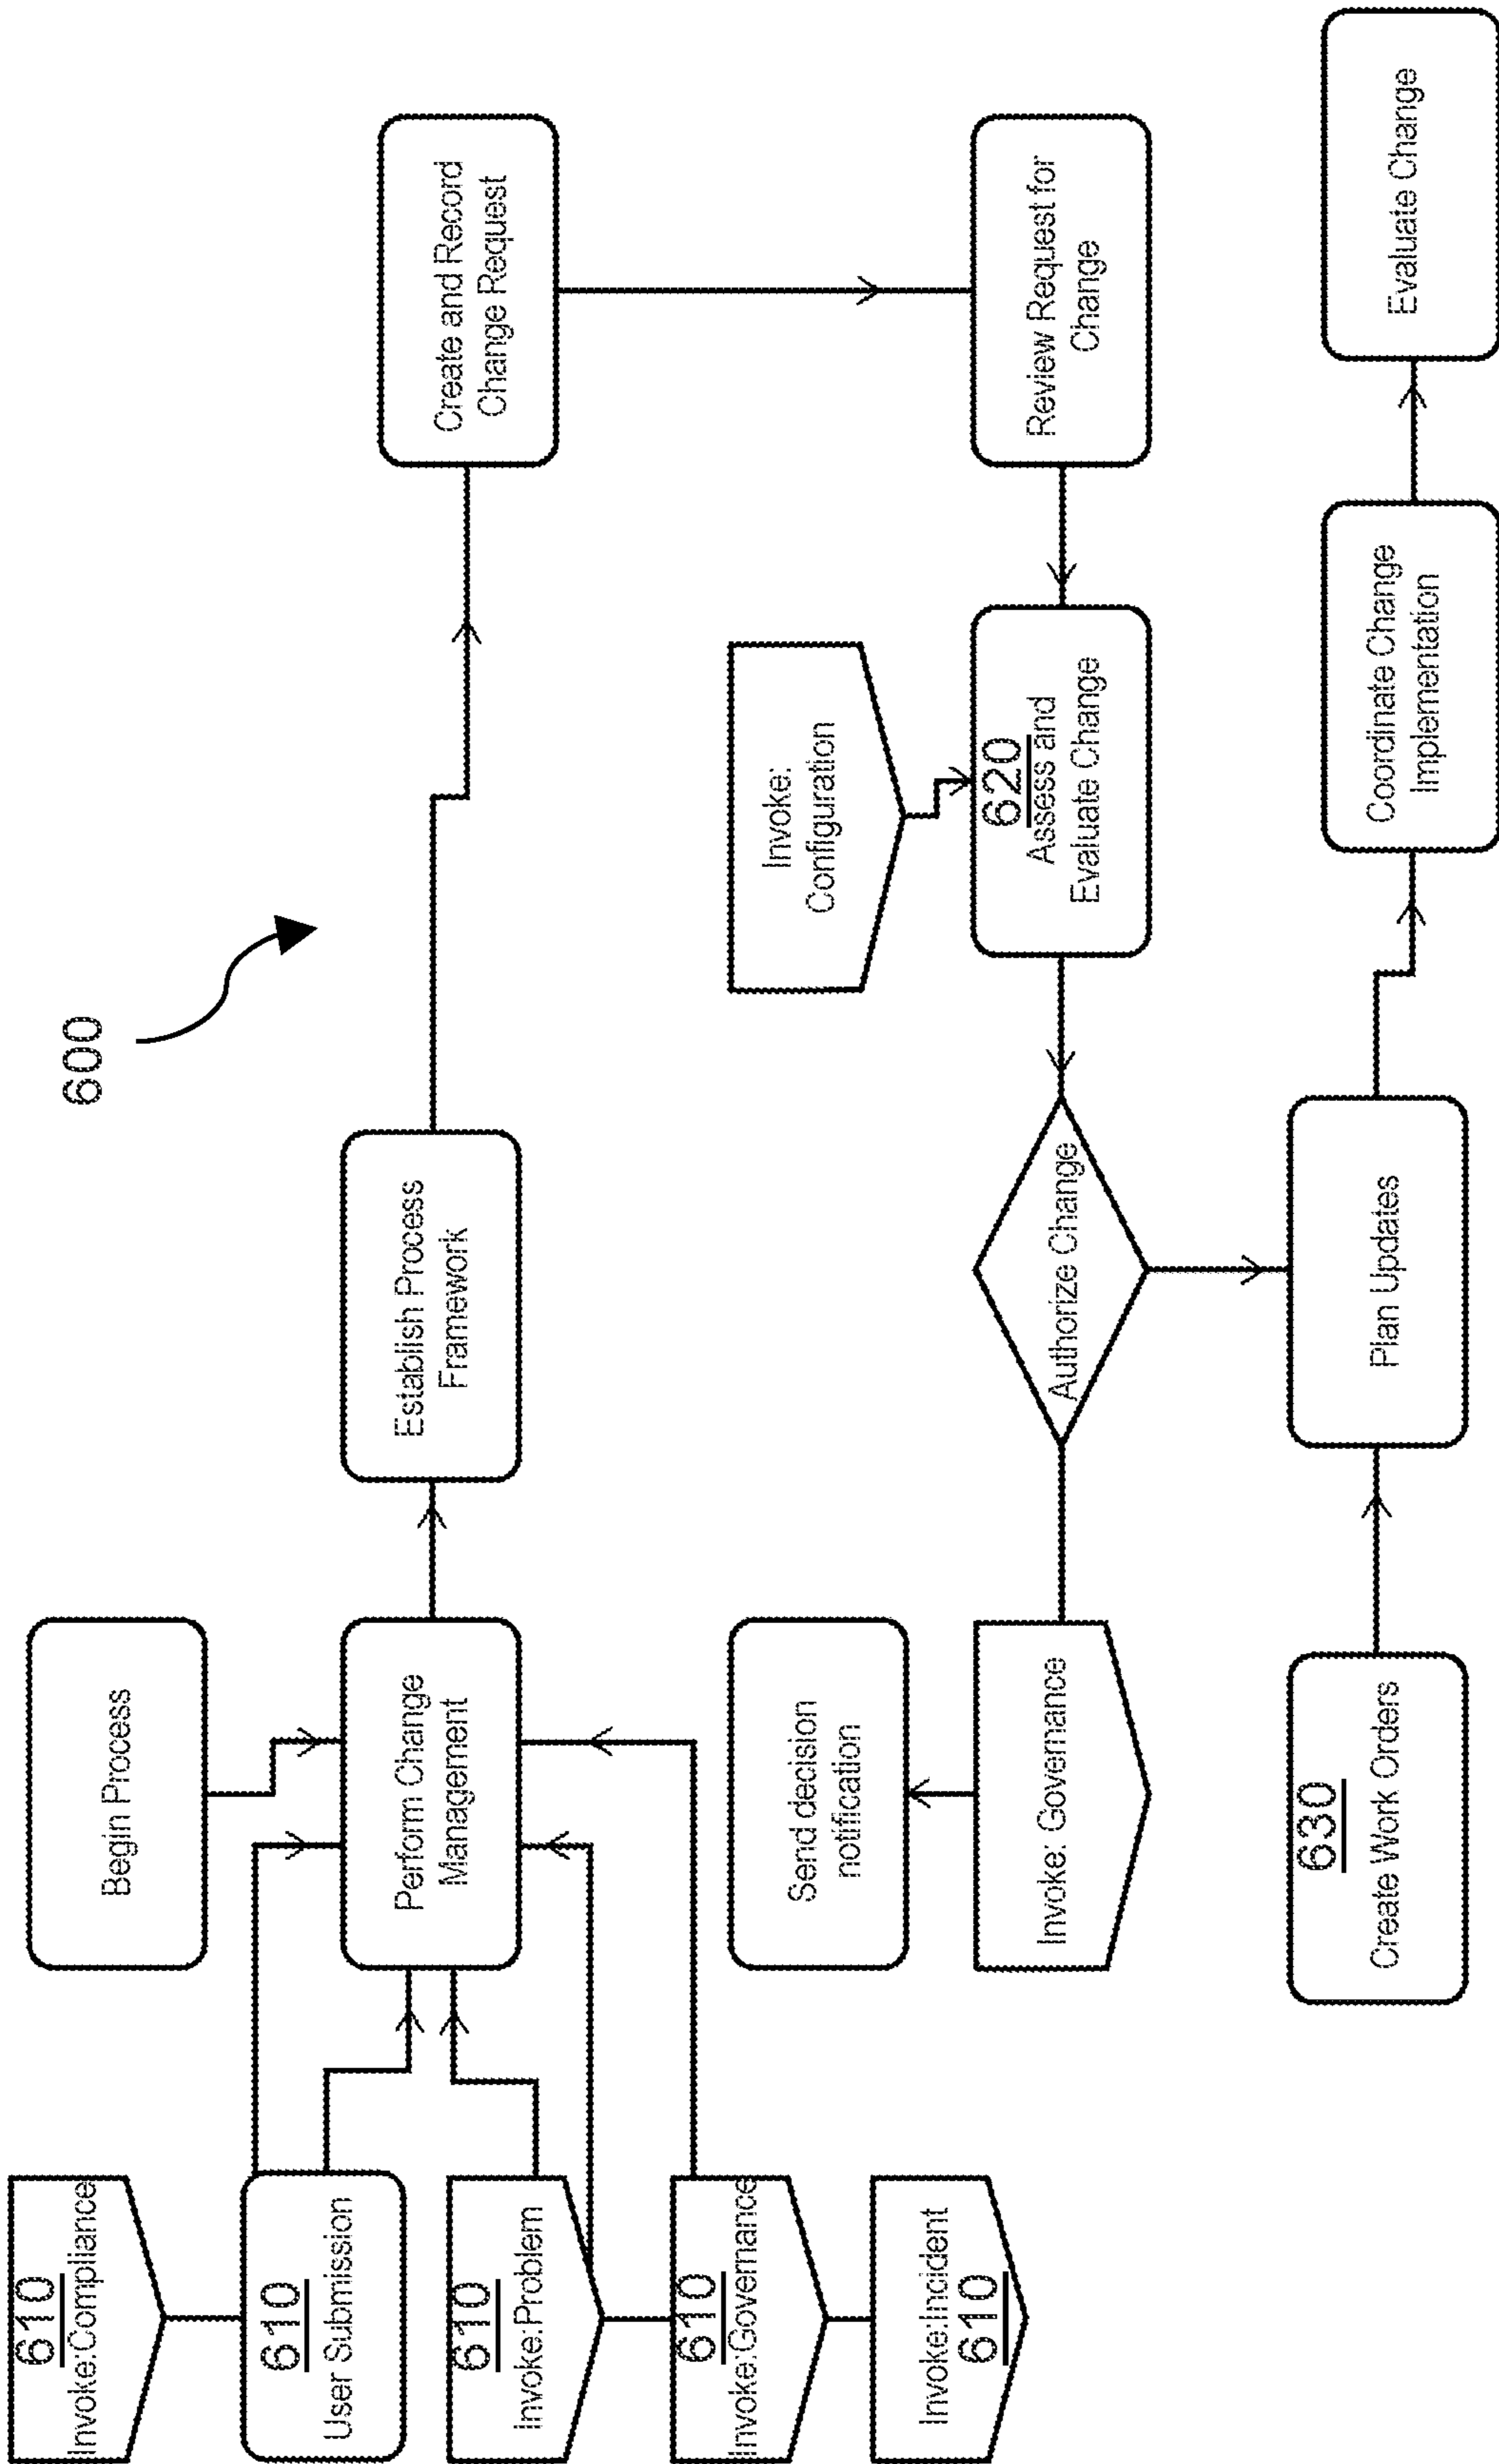 600
610
Invoke:Compliance
610
User Submission
610
Invoke:Problem
610
Invoke:Governance
Invoke:Incident
610
Begin Process
Perform Change
Management
Establish Process
Framework
Create and Record
Change Request
Review Request for
Change
Invoke:
Configuration
620
Assess and
Evaluate Change
Authorize Change
Invoke: Governance
Send decision
notification
630
Create Work Orders
Plan Updates
Coordinate Change
Implementation
Evaluate Change